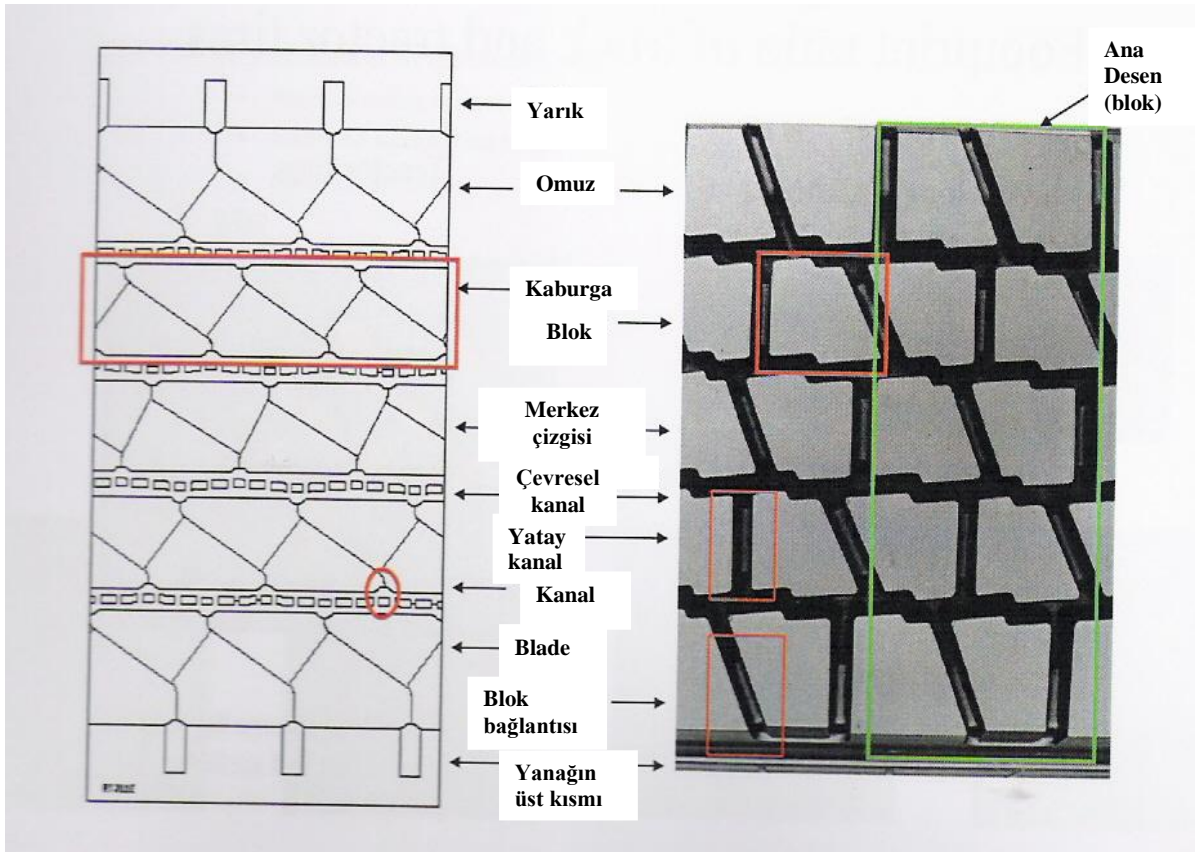 Ana
Desen
(blok)
Yarık
Omuz
Kaburga
Blok
Merkez
çizgisi
Çevresel
kanal
Yatay
kanal
Kanal
Blade
Blok
bağlantısı
Yanağın
üst kısmı